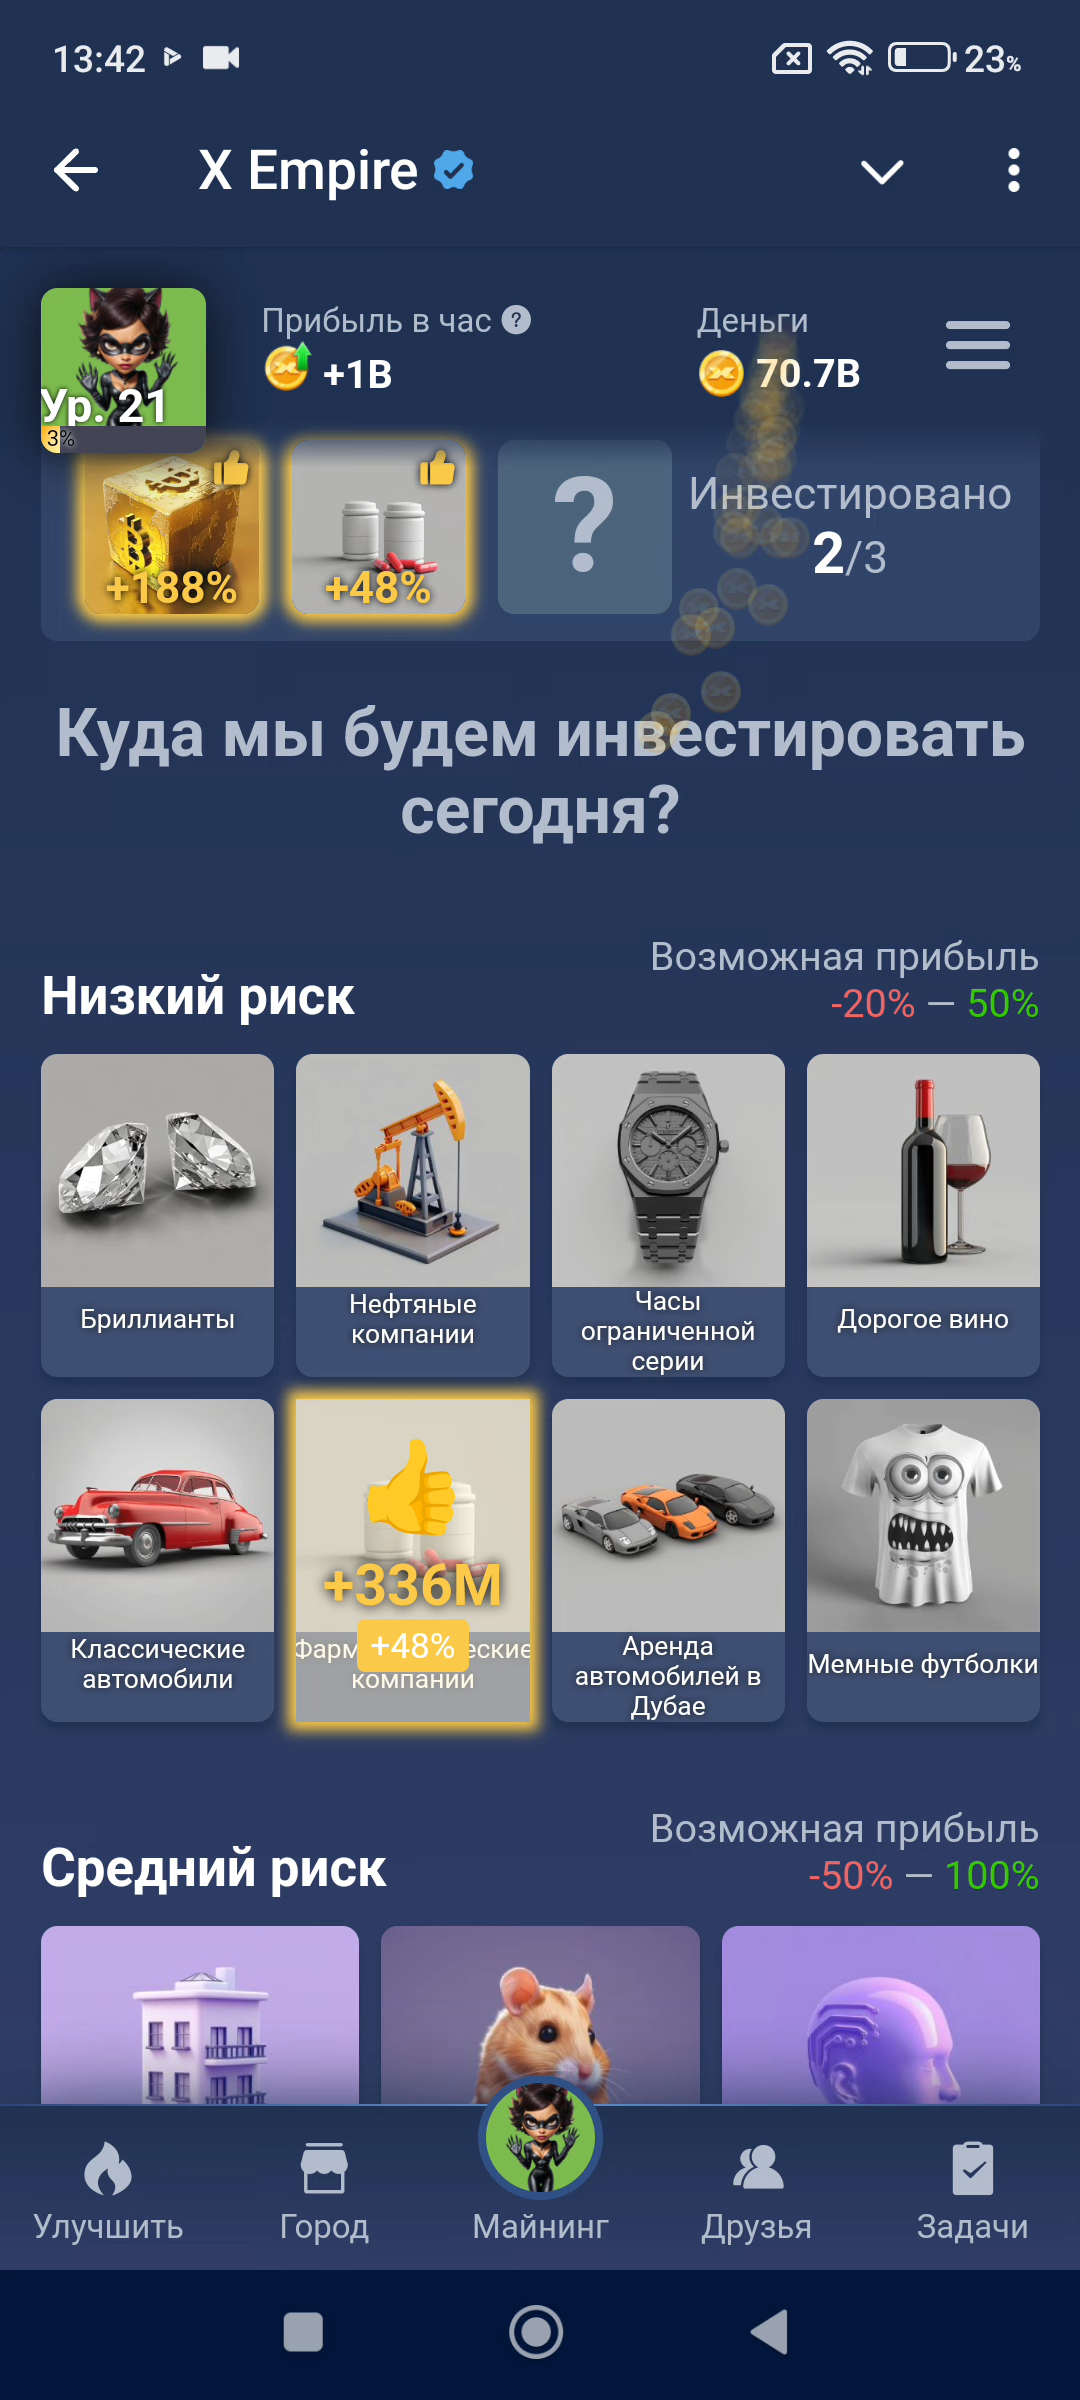 13:42
23%
X Empire
Ур. 21
3%
Прибыль в час ?
+1B
Деньги
70.7B
+188%
+48%
?
Инвестировано
2/3
Куда мы будем инвестировать
сегодня?
Низкий риск
Возможная прибыль
-20% — 50%
Бриллианты
Нефтяные
компании
Часы
ограниченной
серии
Дорогое вино
Классические
автомобили
+336M
+48%
компании
Аренда
автомобилей в
Дубае
Мемные футболки
Средний риск
Возможная прибыль
-50% — 100%
Улучшить
Город
Майнинг
Друзья
Задачи